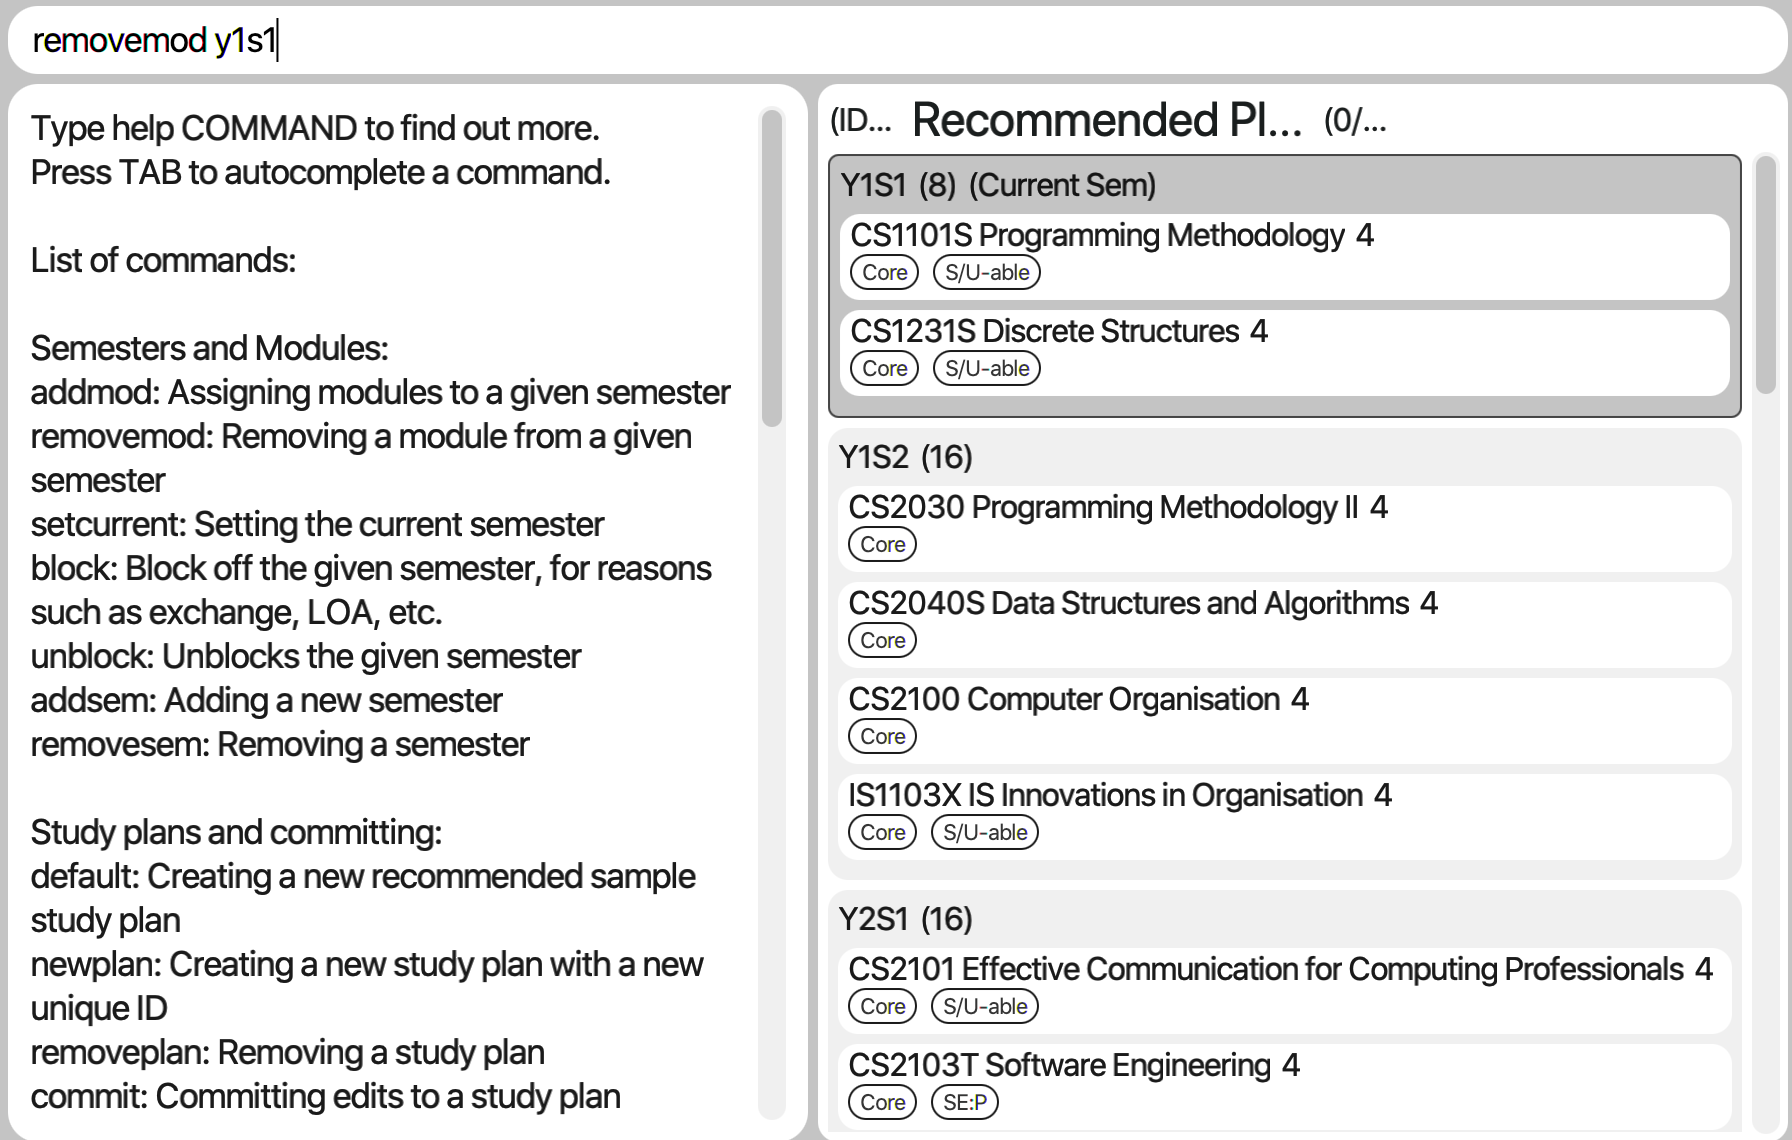 removemod y1s1
Type help COMMAND to find out more.
Press TAB to autocomplete a command.
List of commands:
Semesters and Modules:
addmod: Assigning modules to a given semester
removemod: Removing a module from a given
semester
setcurrent: Setting the current semester
block: Block off the given semester, for reasons
such as exchange, LOA, etc.
unblock: Unblocks the given semester
addsem: Adding a new semester
removesem: Removing a semester
Study plans and committing:
default: Creating a new recommended sample
study plan
newplan: Creating a new study plan with a new
unique ID
removeplan: Removing a study plan
commit: Committing edits to a study plan
(ID... Recommended Pl... (0/...
Y1S1 (8) (Current Sem)
CS1101S Programming Methodology 4
Core S/U-able
CS1231S Discrete Structures 4
Core S/U-able
Y1S2 (16)
CS2030 Programming Methodology II 4
Core
CS2040S Data Structures and Algorithms 4
Core
CS2100 Computer Organisation 4
Core
IS1103X IS Innovations in Organisation 4
Core S/U-able
Y2S1 (16)
CS2101 Effective Communication for Computing Professionals 4
Core S/U-able
CS2103T Software Engineering 4
Core SE:P